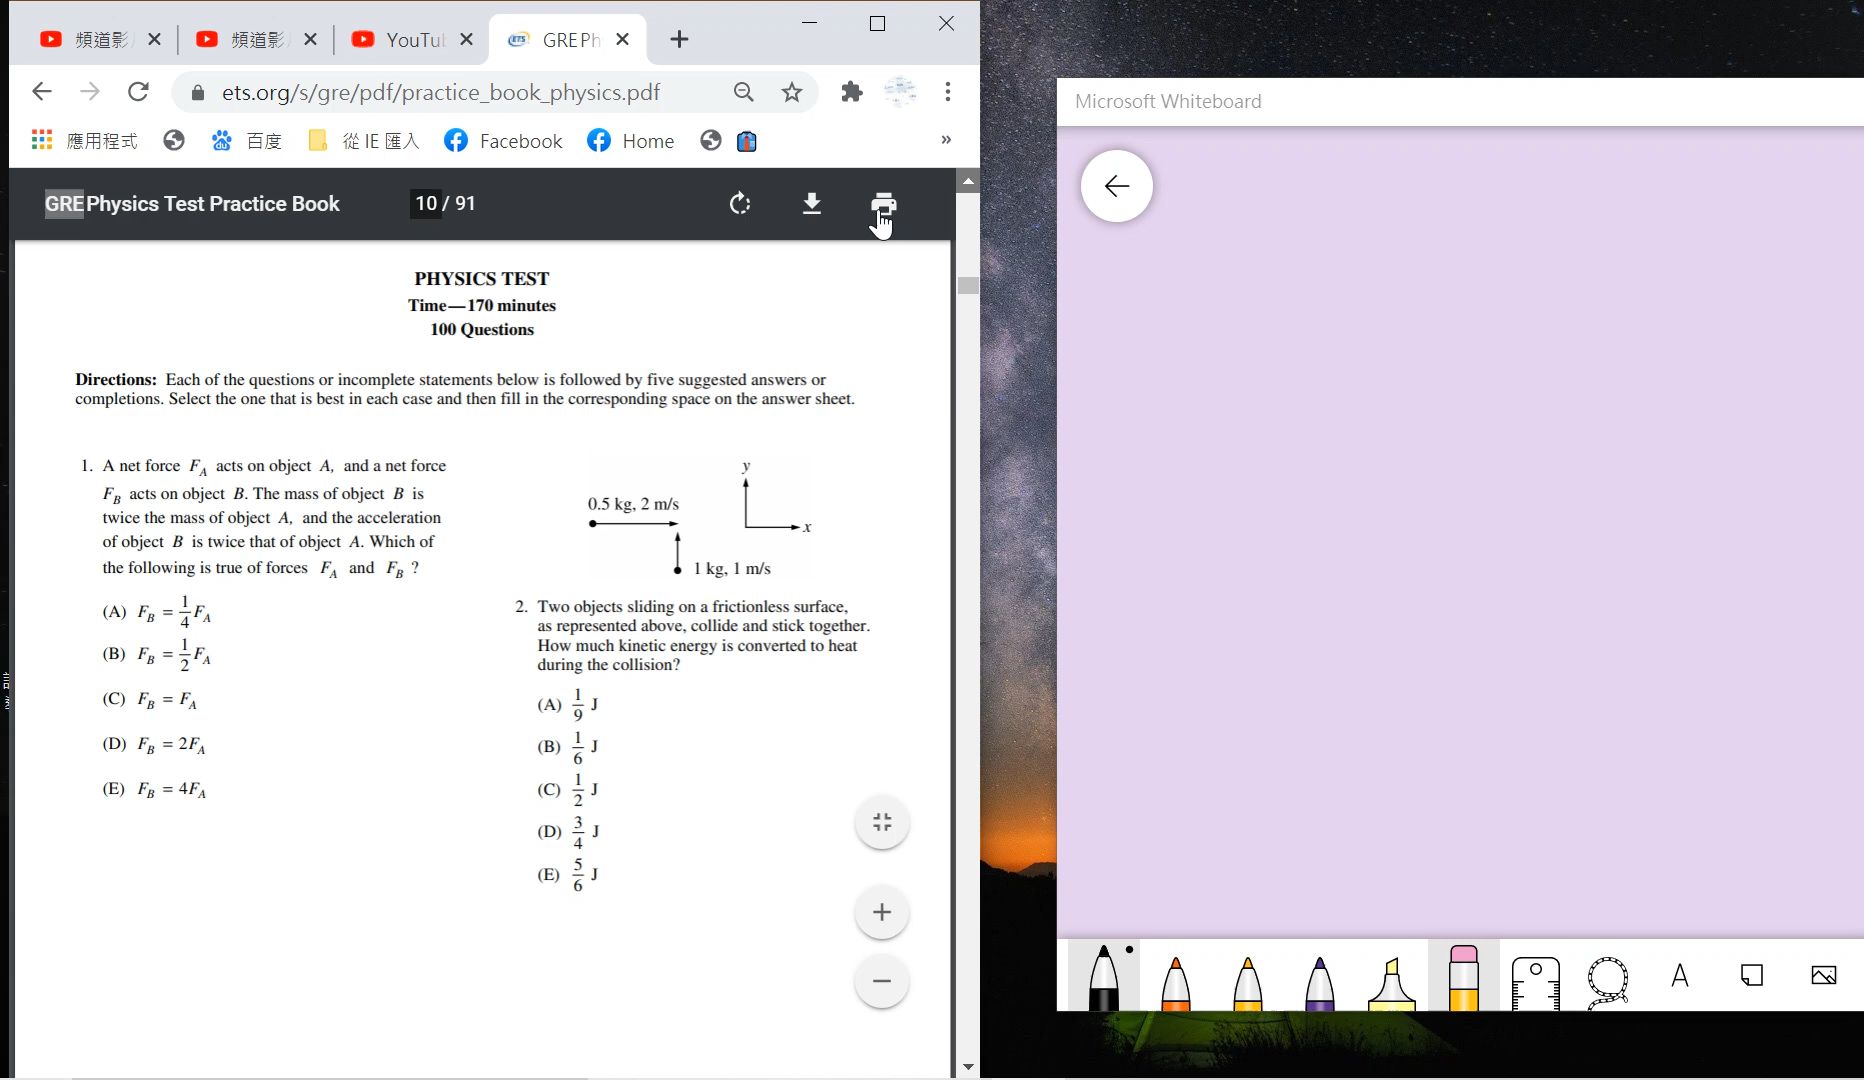 頻道影
頻道影
YouTu
GRE Ph
ets.org/s/gre/pdf/practice_book_physics.pdf
應用程式
百度
從 IE 匯入
Facebook
Home
»
GRE Physics Test Practice Book
10 / 91
PHYSICS TEST
Time—170 minutes
100 Questions
Directions: Each of the questions or incomplete statements below is followed by five suggested answers or
completions. Select the one that is best in each case and then fill in the corresponding space on the answer sheet.
1. A net force F_A acts on object A, and a net force
F_B acts on object B. The mass of object B is
twice the mass of object A, and the acceleration
of object B is twice that of object A. Which of
the following is true of forces F_A and F_B ?
(A) F_B = 1/4 F_A
(B) F_B = 1/2 F_A
(C) F_B = F_A
(D) F_B = 2F_A
(E) F_B = 4F_A
y
0.5 kg, 2 m/s
x
1 kg, 1 m/s
2. Two objects sliding on a frictionless surface,
as represented above, collide and stick together.
How much kinetic energy is converted to heat
during the collision?
(A) 1/9 J
(B) 1/6 J
(C) 1/2 J
(D) 3/4 J
(E) 5/6 J
Microsoft Whiteboard
A